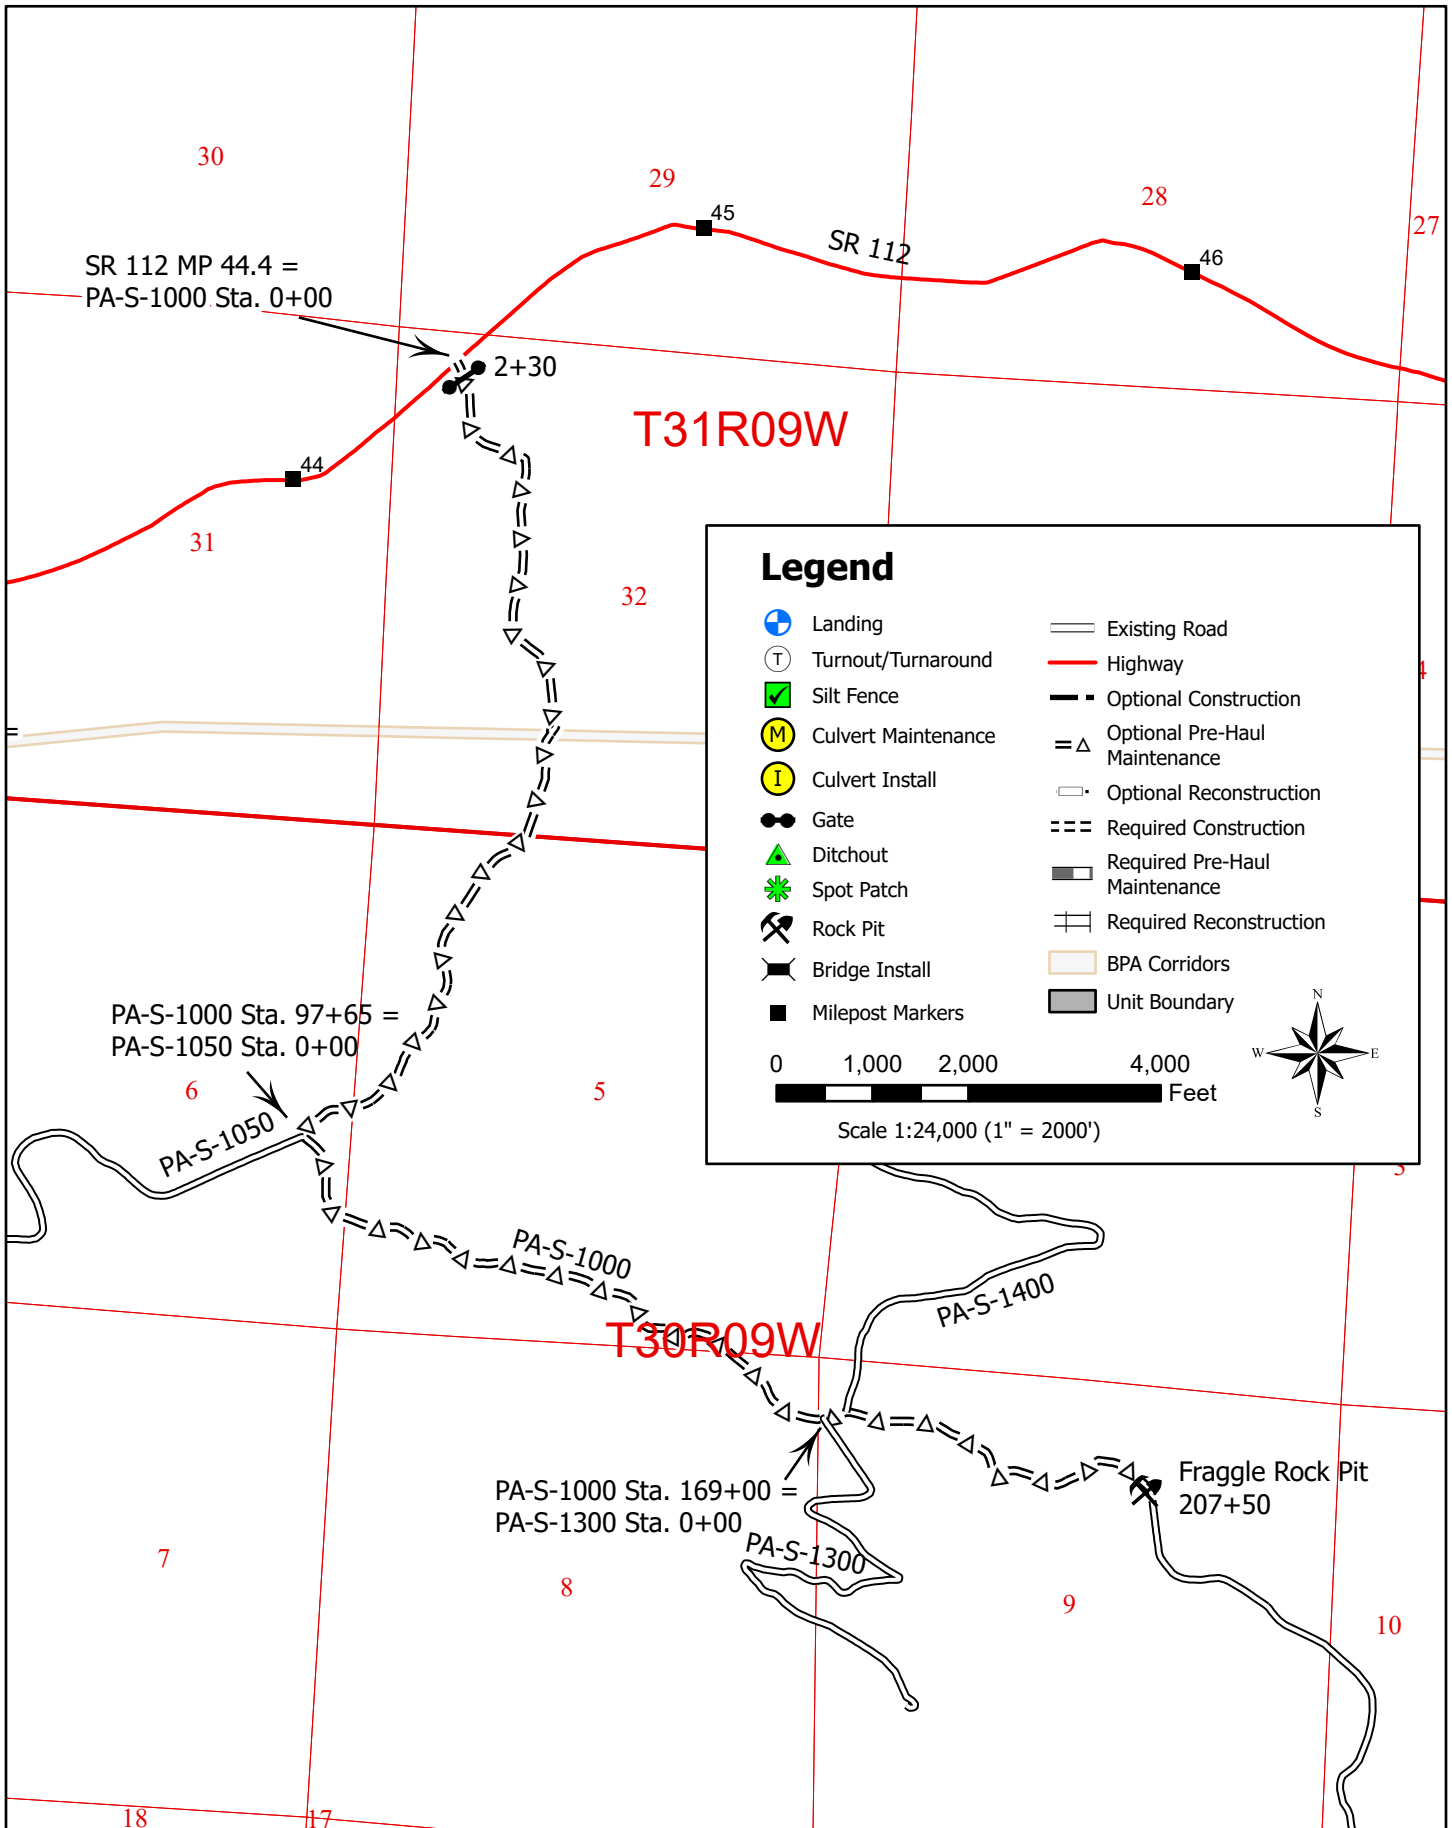 30
29
28
27
45
46
SR 112
SR 112 MP 44.4 =
PA-S-1000 Sta. 0+00
2+30
T31R09W
44
31
32
=
Legend
Landing
T
Turnout/Turnaround
Silt Fence
M
Culvert Maintenance
I
Culvert Install
Gate
Ditchout
Spot Patch
Rock Pit
Bridge Install
Milepost Markers
Existing Road
Highway
Optional Construction
Optional Pre-Haul
Maintenance
Optional Reconstruction
Required Construction
Required Pre-Haul
Maintenance
Required Reconstruction
BPA Corridors
Unit Boundary
N
W
E
S
0 1,000 2,000 4,000
Feet
Scale 1:24,000 (1" = 2000')
PA-S-1000 Sta. 97+65 =
PA-S-1050 Sta. 0+00
6
5
PA-S-1050
PA-S-1000
PA-S-1400
T30R09W
PA-S-1000 Sta. 169+00 =
PA-S-1300 Sta. 0+00
PA-S-1300
Fraggle Rock Pit
207+50
7
8
9
10
18
17